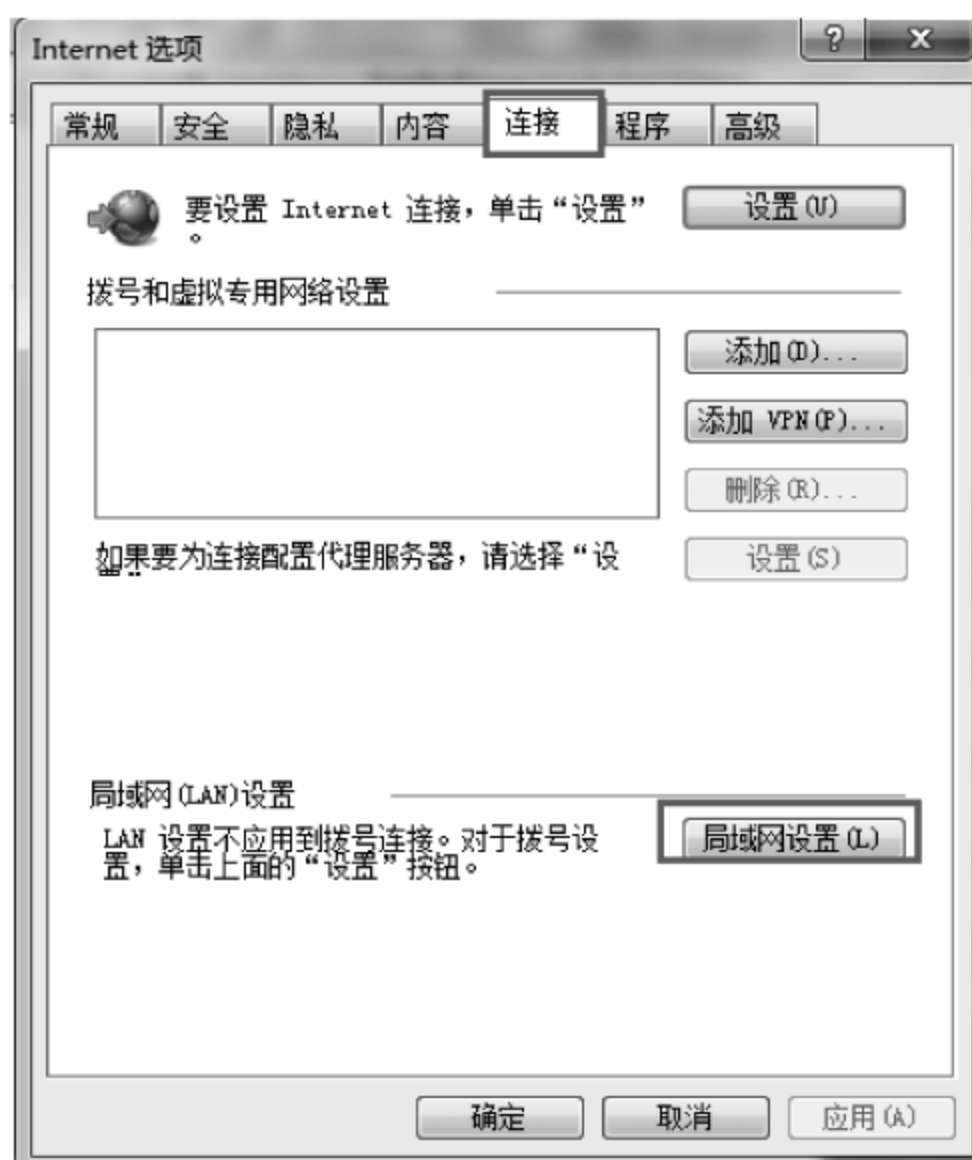 Internet 选项
?
x
常规 安全 隐私 内容 连接 程序 高级
要设置 Internet 连接，单击“设置”
。
设置(U)
拨号和虚拟专用网络设置
添加(D)...
添加 VPN(P)...
删除(R)...
如果要为连接配置代理服务器，请选择“设
设置(S)
局域网(LAN)设置
LAN 设置不应用到拨号连接。对于拨号设
置，单击上面的“设置”按钮。
局域网设置(L)
确定 取消 应用(A)